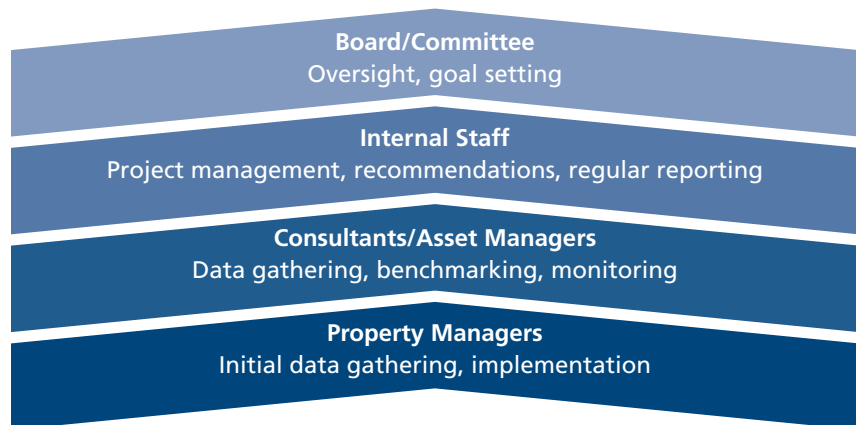 Board/Committee
Oversight, goal setting
Internal Staff
Project management, recommendations, regular reporting
Consultants/Asset Managers
Data gathering, benchmarking, monitoring
Property Managers
Initial data gathering, implementation